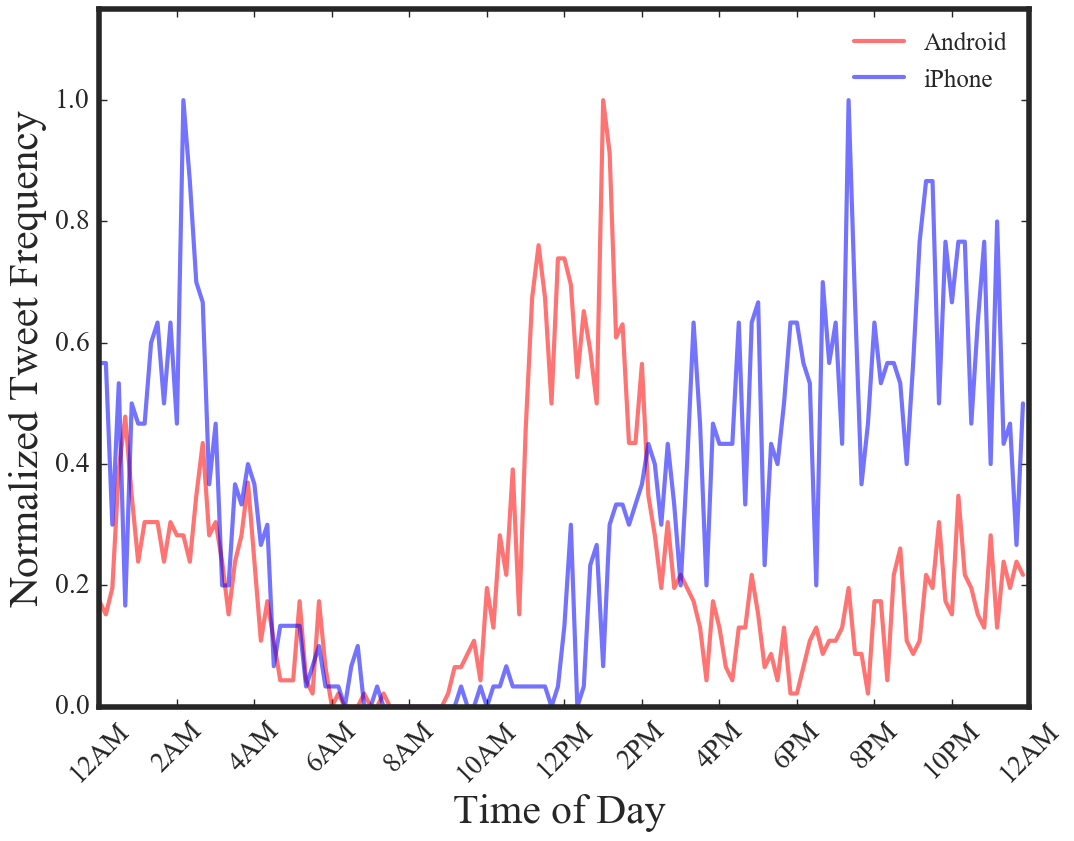 Android
iPhone
Normalized Tweet Frequency
1.0
0.8
0.6
0.4
0.2
0.0
12AM 2AM 4AM 6AM 8AM 10AM 12PM 2PM 4PM 6PM 8PM 10PM 12AM
Time of Day